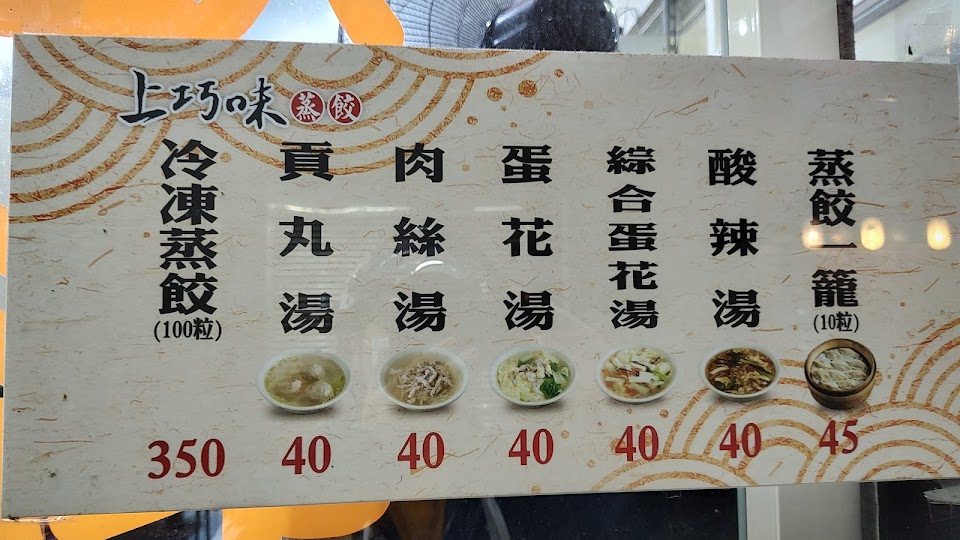 上巧味蒸餃
蒸餃一籠(10粒)
45
酸辣湯
40
綜合蛋花湯
40
蛋花湯
40
肉絲湯
40
貢丸湯
40
冷凍蒸餃(100粒)
350